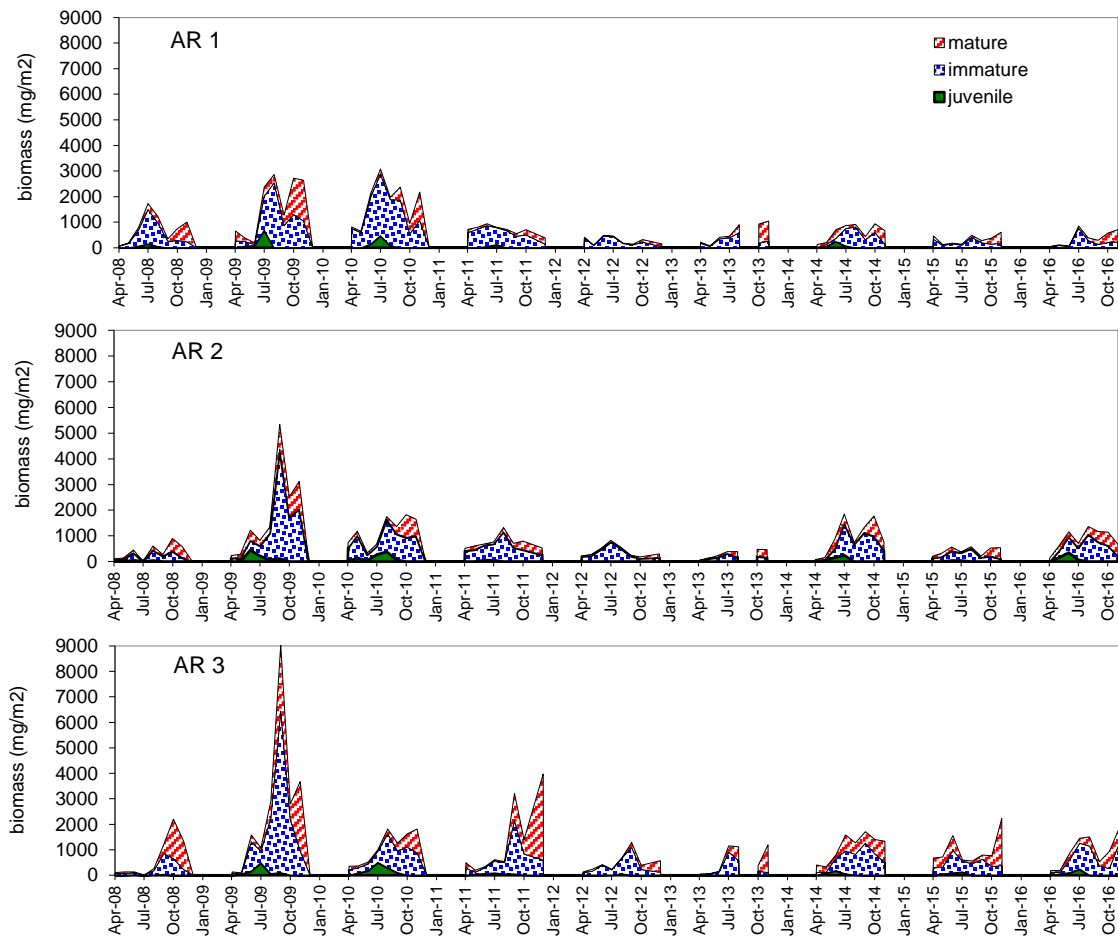 AR 1
biomass (mg/m2)
9000
8000
7000
6000
5000
4000
3000
2000
1000
0
mature
immature
juvenile
Apr-08 Jul-08 Oct-08 Jan-09 Apr-09 Jul-09 Oct-09 Jan-10 Apr-10 Jul-10 Oct-10 Jan-11 Apr-11 Jul-11 Oct-11 Jan-12 Apr-12 Jul-12 Oct-12 Jan-13 Apr-13 Jul-13 Oct-13 Jan-14 Apr-14 Jul-14 Oct-14 Jan-15 Apr-15 Jul-15 Oct-15 Jan-16 Apr-16 Jul-16 Oct-16
AR 2
biomass (mg/m2)
9000
8000
7000
6000
5000
4000
3000
2000
1000
0
Apr-08 Jul-08 Oct-08 Jan-09 Apr-09 Jul-09 Oct-09 Jan-10 Apr-10 Jul-10 Oct-10 Jan-11 Apr-11 Jul-11 Oct-11 Jan-12 Apr-12 Jul-12 Oct-12 Jan-13 Apr-13 Jul-13 Oct-13 Jan-14 Apr-14 Jul-14 Oct-14 Jan-15 Apr-15 Jul-15 Oct-15 Jan-16 Apr-16 Jul-16 Oct-16
AR 3
biomass (mg/m2)
9000
8000
7000
6000
5000
4000
3000
2000
1000
0
Apr-08 Jul-08 Oct-08 Jan-09 Apr-09 Jul-09 Oct-09 Jan-10 Apr-10 Jul-10 Oct-10 Jan-11 Apr-11 Jul-11 Oct-11 Jan-12 Apr-12 Jul-12 Oct-12 Jan-13 Apr-13 Jul-13 Oct-13 Jan-14 Apr-14 Jul-14 Oct-14 Jan-15 Apr-15 Jul-15 Oct-15 Jan-16 Apr-16 Jul-16 Oct-16